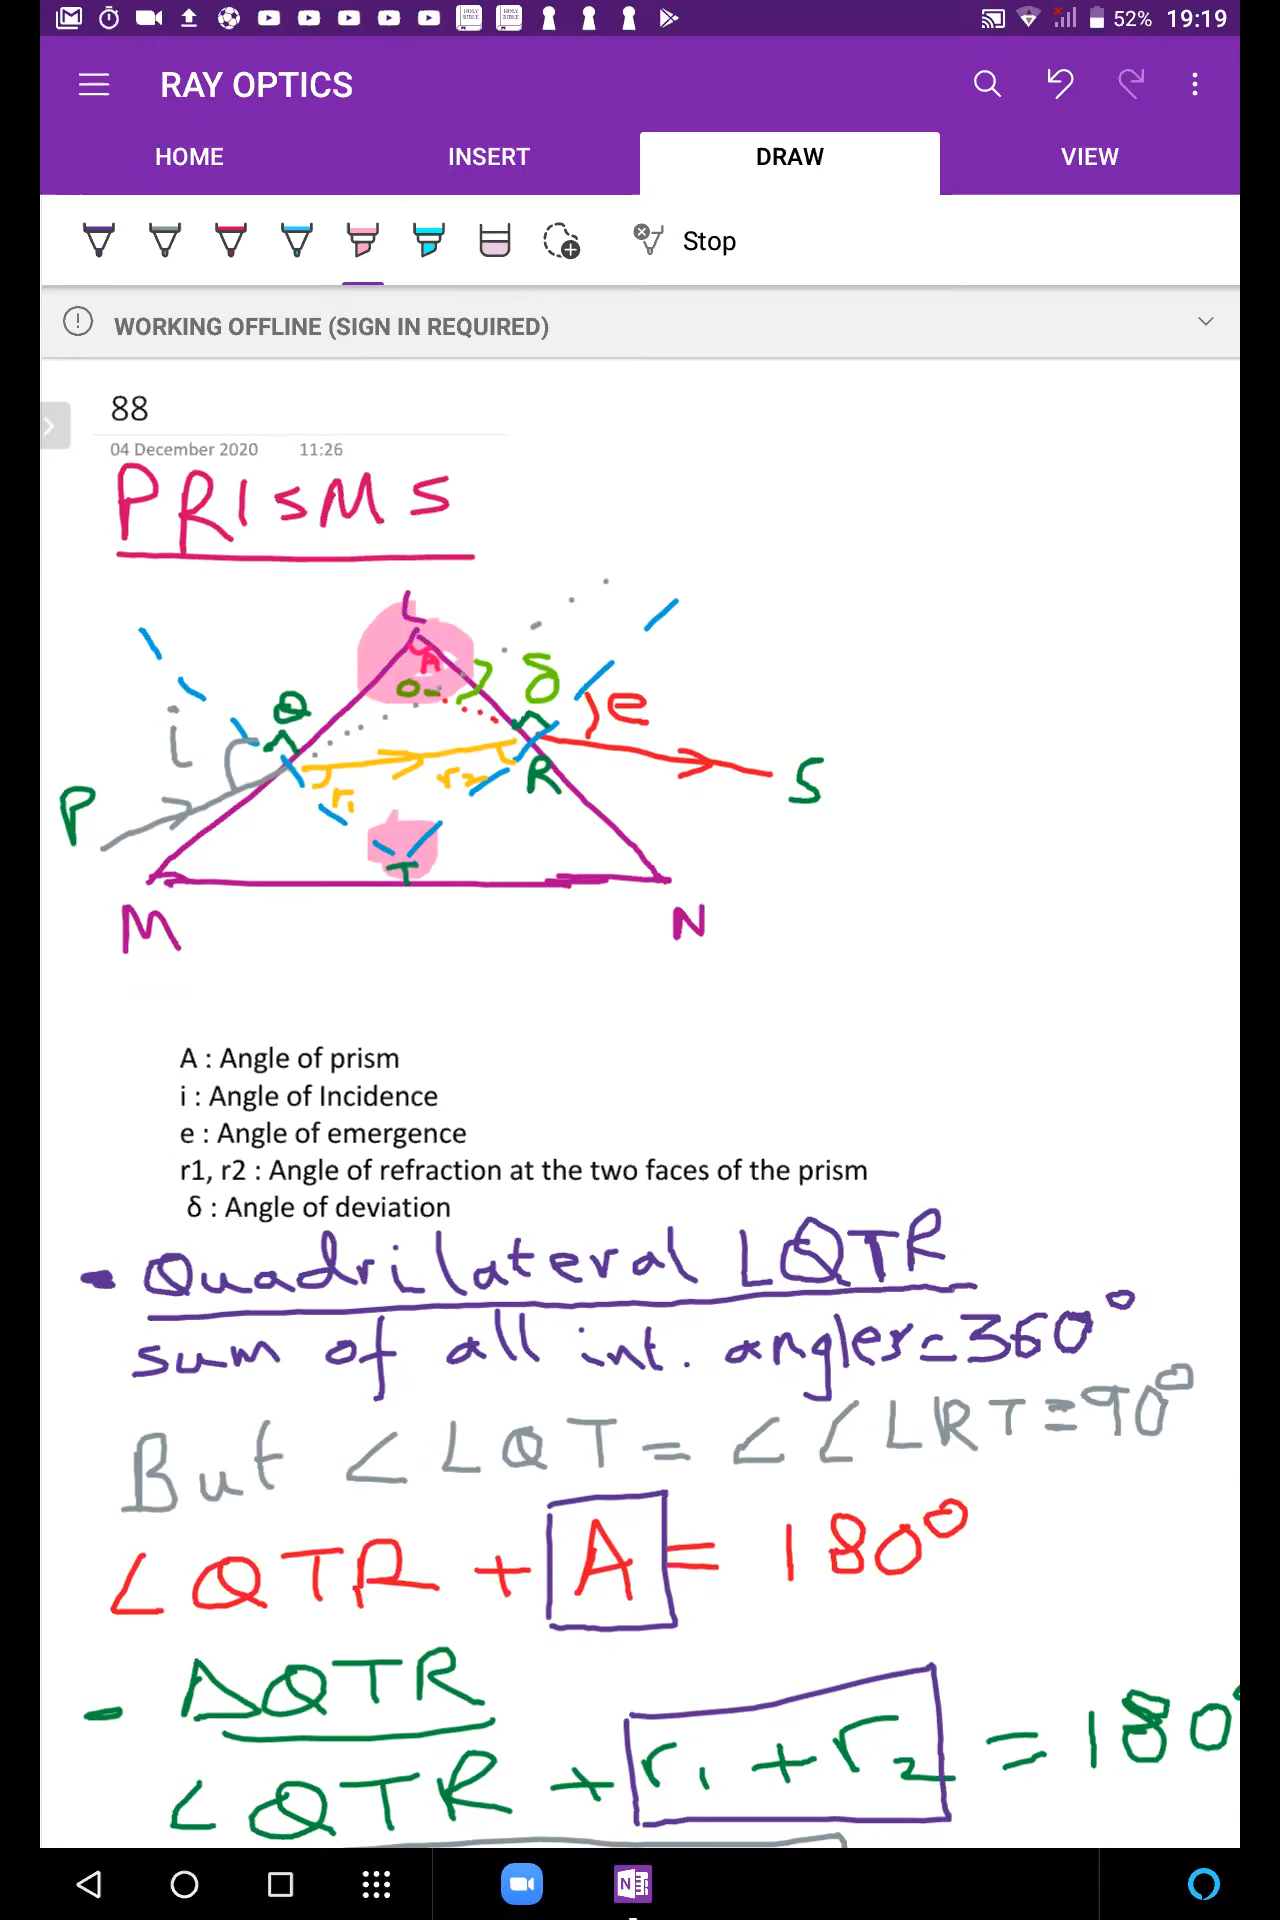 52% 19:19
RAY OPTICS
HOME INSERT DRAW VIEW
Stop
WORKING OFFLINE (SIGN IN REQUIRED)
88
04 December 2020 11:26
PRISMS
L
A
O δ e
Q
i
P r1 r2 R S
T
M N
A : Angle of prism
i : Angle of Incidence
e : Angle of emergence
r1, r2 : Angle of refraction at the two faces of the prism
δ : Angle of deviation
- Quadrilateral LQTR
sum of all int. angles = 360°
But ∠LQT = ∠∠LRT = 90°
∠QTR + A = 180°
- ΔQTR
∠QTR + r1 + r2 = 180°